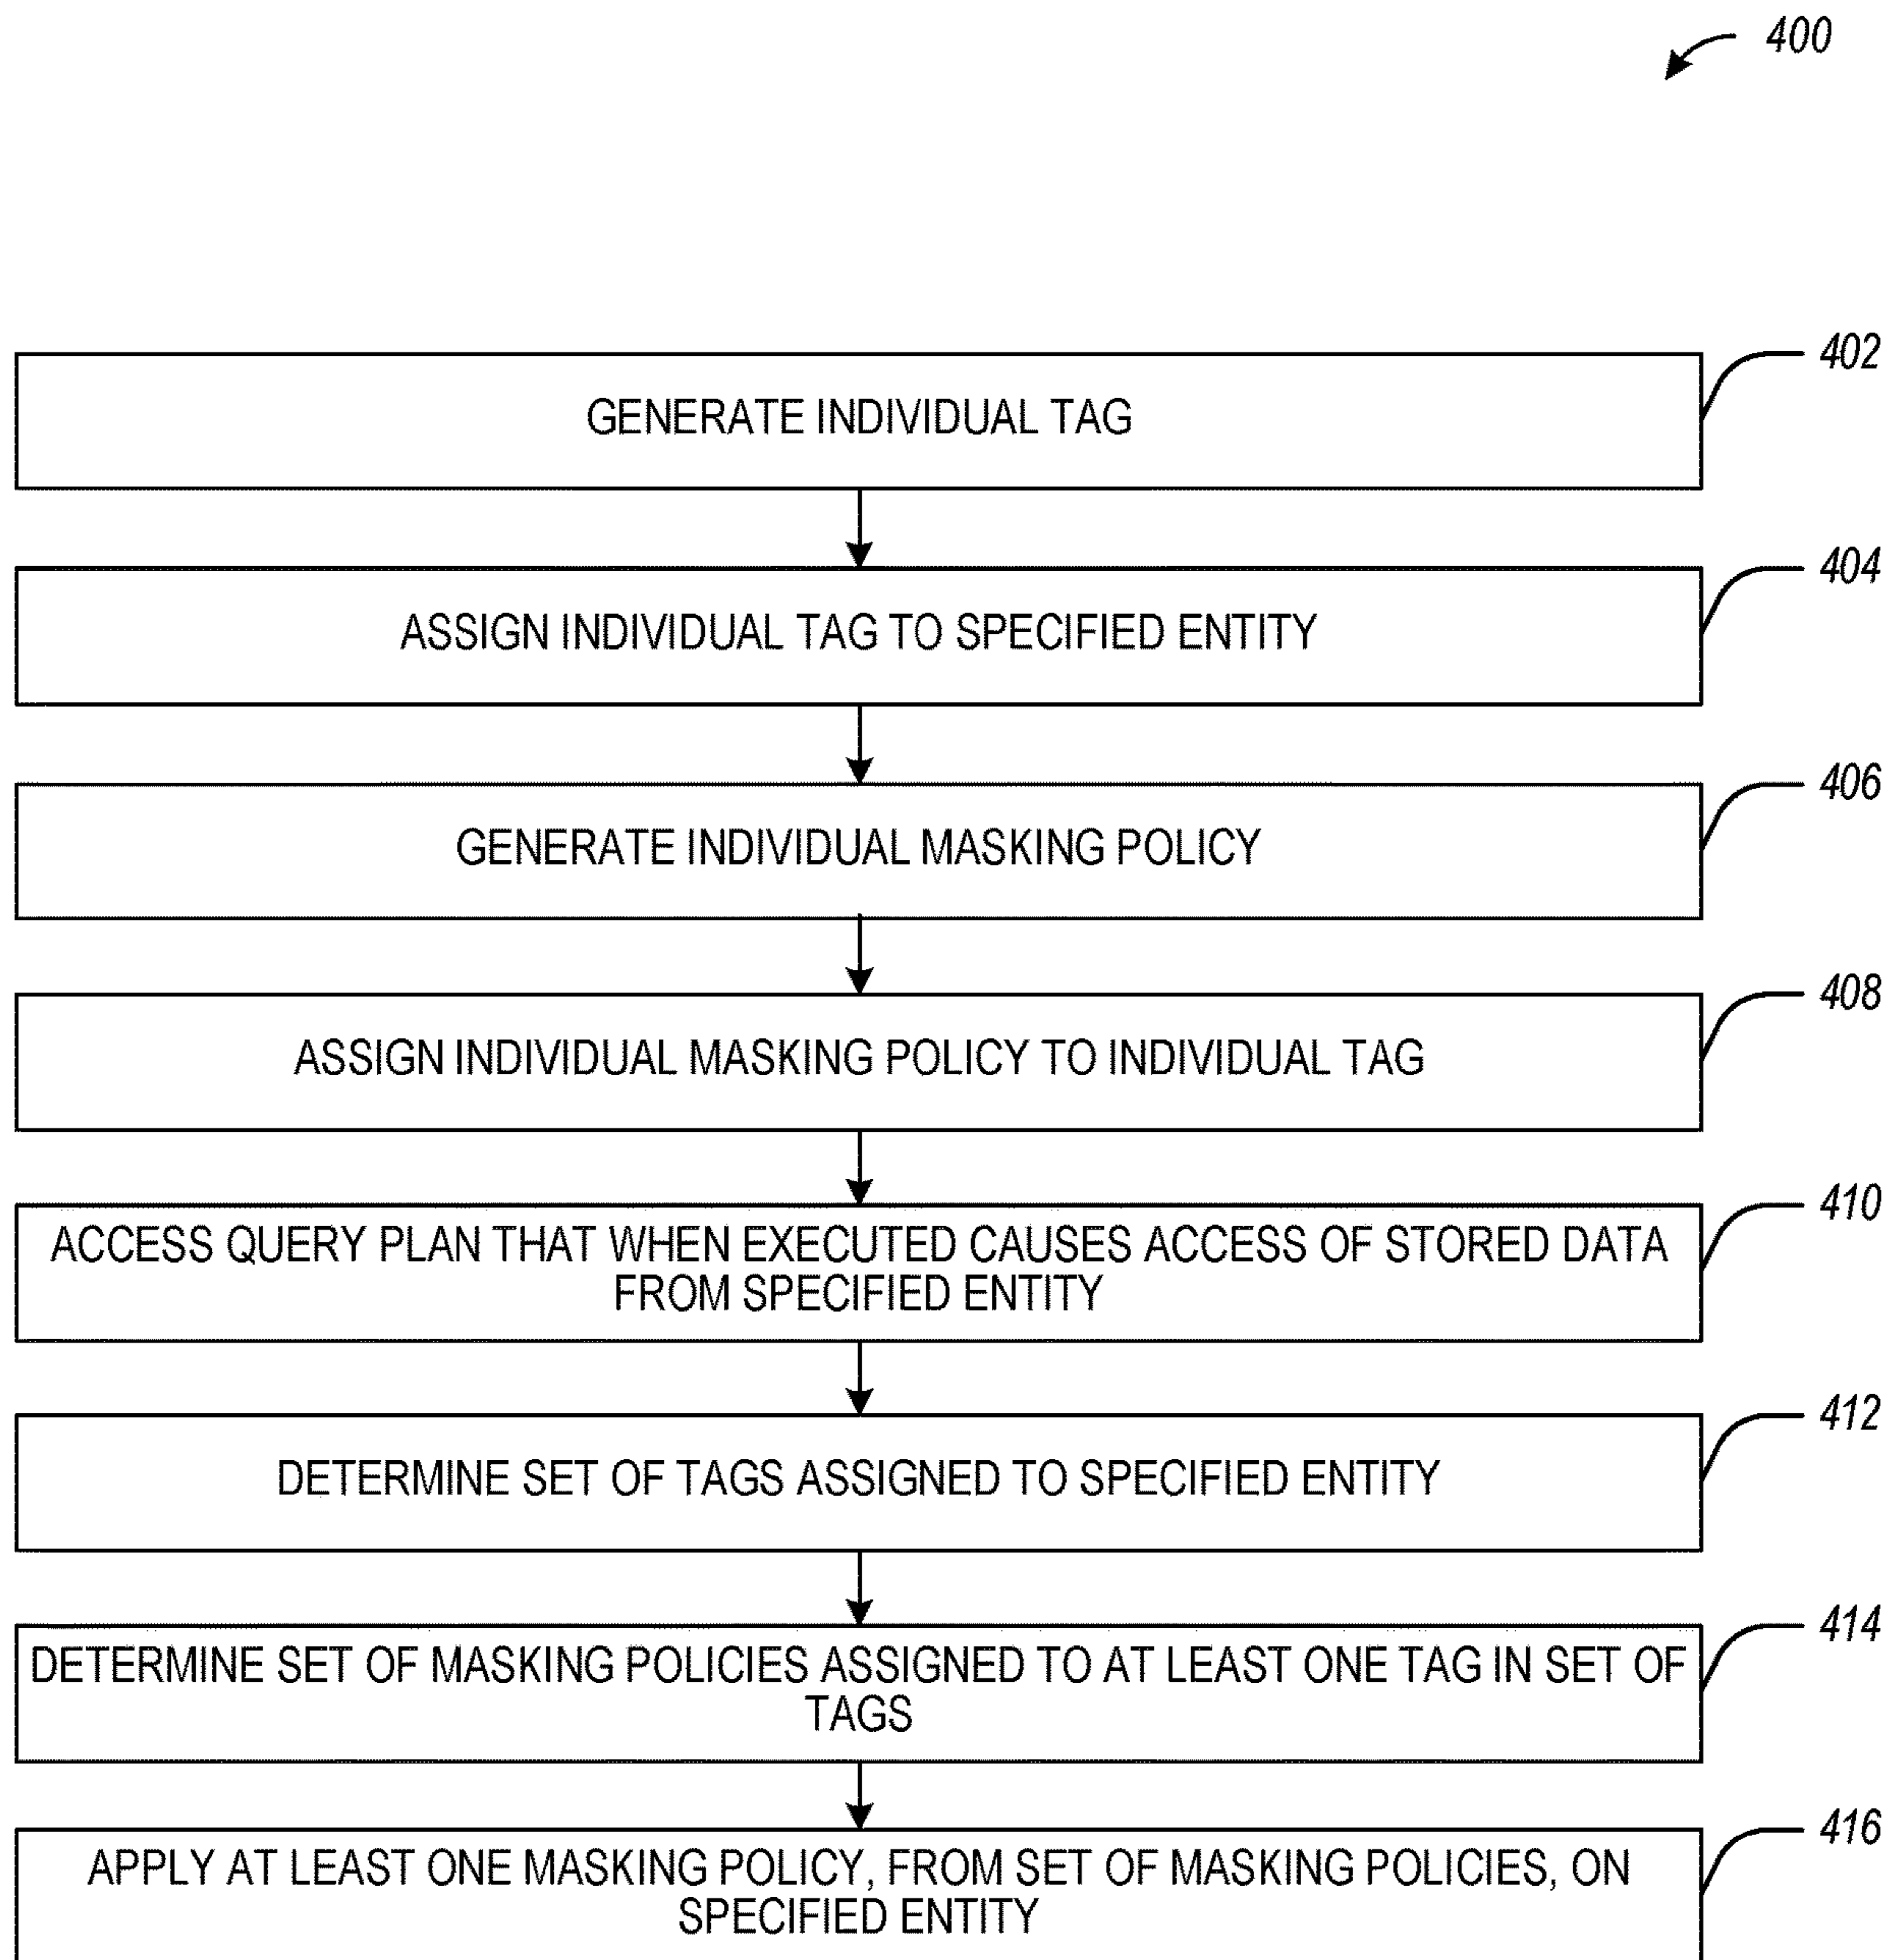 400
402
GENERATE INDIVIDUAL TAG
404
ASSIGN INDIVIDUAL TAG TO SPECIFIED ENTITY
406
GENERATE INDIVIDUAL MASKING POLICY
408
ASSIGN INDIVIDUAL MASKING POLICY TO INDIVIDUAL TAG
410
ACCESS QUERY PLAN THAT WHEN EXECUTED CAUSES ACCESS OF STORED DATA
FROM SPECIFIED ENTITY
412
DETERMINE SET OF TAGS ASSIGNED TO SPECIFIED ENTITY
414
DETERMINE SET OF MASKING POLICIES ASSIGNED TO AT LEAST ONE TAG IN SET OF
TAGS
416
APPLY AT LEAST ONE MASKING POLICY, FROM SET OF MASKING POLICIES, ON
SPECIFIED ENTITY